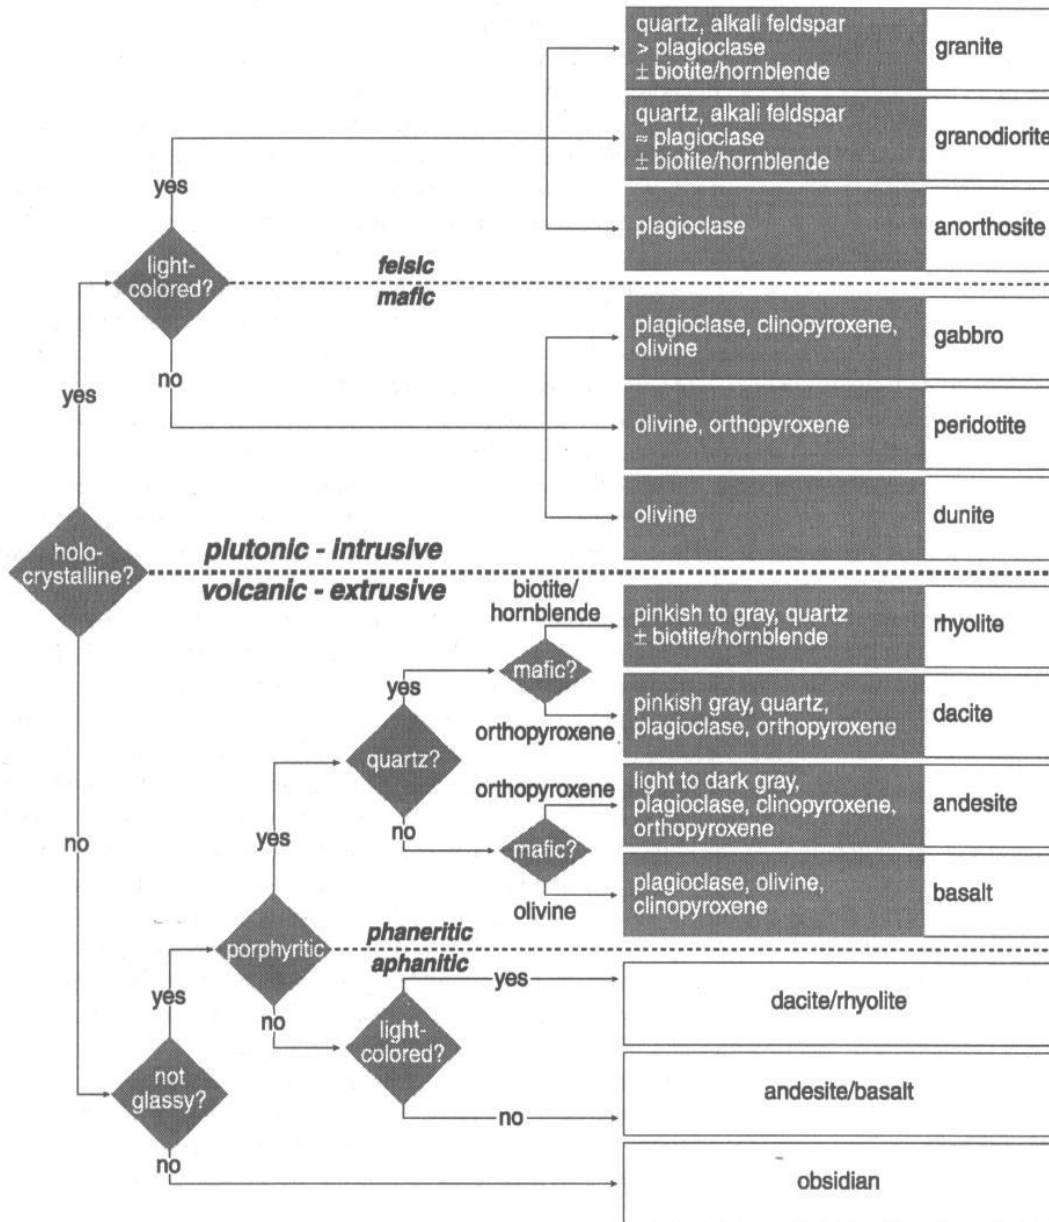 quartz, alkali feldspar
> plagioclase
± biotite/hornblende
granite
quartz, alkali feldspar
≈ plagioclase
± biotite/hornblende
granodiorite
yes
plagioclase
anorthosite
light-
colored?
felsic
mafic
plagioclase, clinopyroxene,
olivine
gabbro
no
yes
olivine, orthopyroxene
peridotite
olivine
dunite
holo-
crystalline?
plutonic - intrusive
volcanic - extrusive
biotite/
hornblende
pinkish to gray, quartz
± biotite/hornblende
rhyolite
mafic?
yes
orthopyroxene
pinkish gray, quartz,
plagioclase, orthopyroxene
dacite
quartz?
orthopyroxene
light to dark gray,
plagioclase, clinopyroxene,
orthopyroxene
andesite
no
yes
no
mafic?
olivine
plagioclase, olivine,
clinopyroxene
basalt
porphyritic
phaneritic
aphanitic
yes
yes
dacite/rhyolite
no
light-
colored?
not
glassy?
no
andesite/basalt
no
obsidian